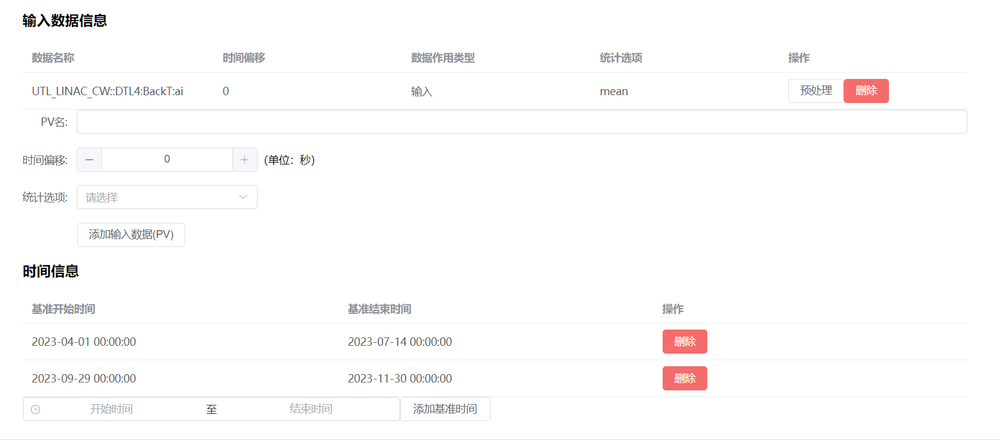 输入数据信息
数据名称 时间偏移 数据作用类型 统计选项 操作
UTL_LINAC_CW::DTL4:BackT:ai 0 输入 mean 预处理 删除
PV名:
时间偏移: 0 (单位：秒)
统计选项: 请选择
添加输入数据(PV)
时间信息
基准开始时间 基准结束时间 操作
2023-04-01 00:00:00 2023-07-14 00:00:00 删除
2023-09-29 00:00:00 2023-11-30 00:00:00 删除
开始时间 至 结束时间 添加基准时间